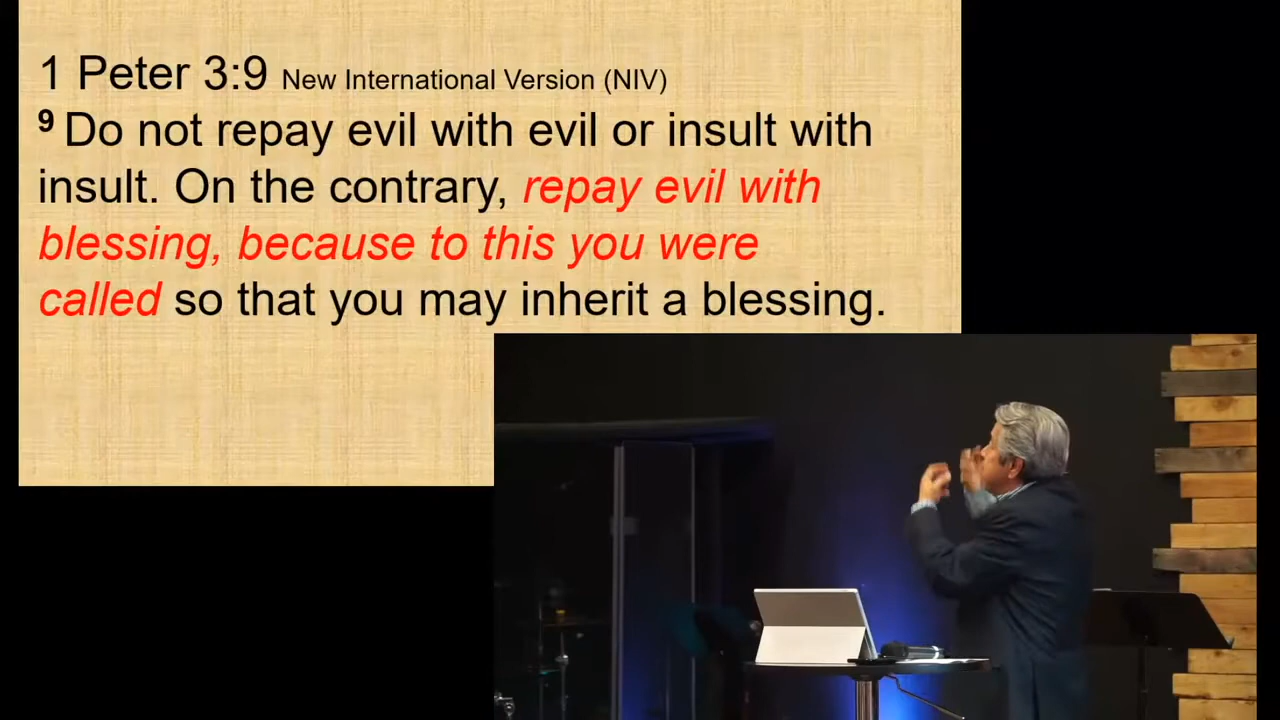 1 Peter 3:9 New International Version (NIV)
9 Do not repay evil with evil or insult with
insult. On the contrary, repay evil with
blessing, because to this you were
called so that you may inherit a blessing.